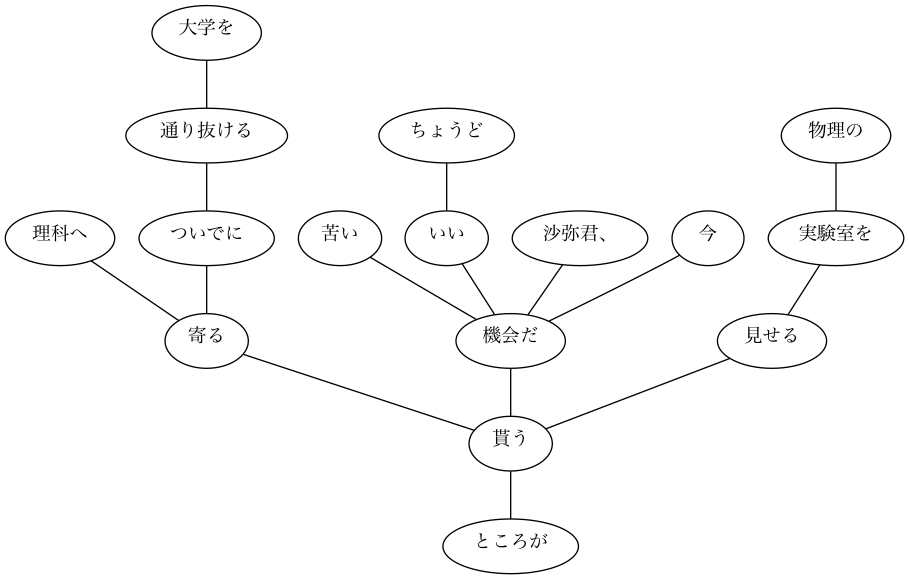 大学を
通り抜ける
ちょうど
物理の
理科へ
ついでに
苦い
いい
沙弥君、
今
実験室を
寄る
機会だ
見せる
貰う
ところが